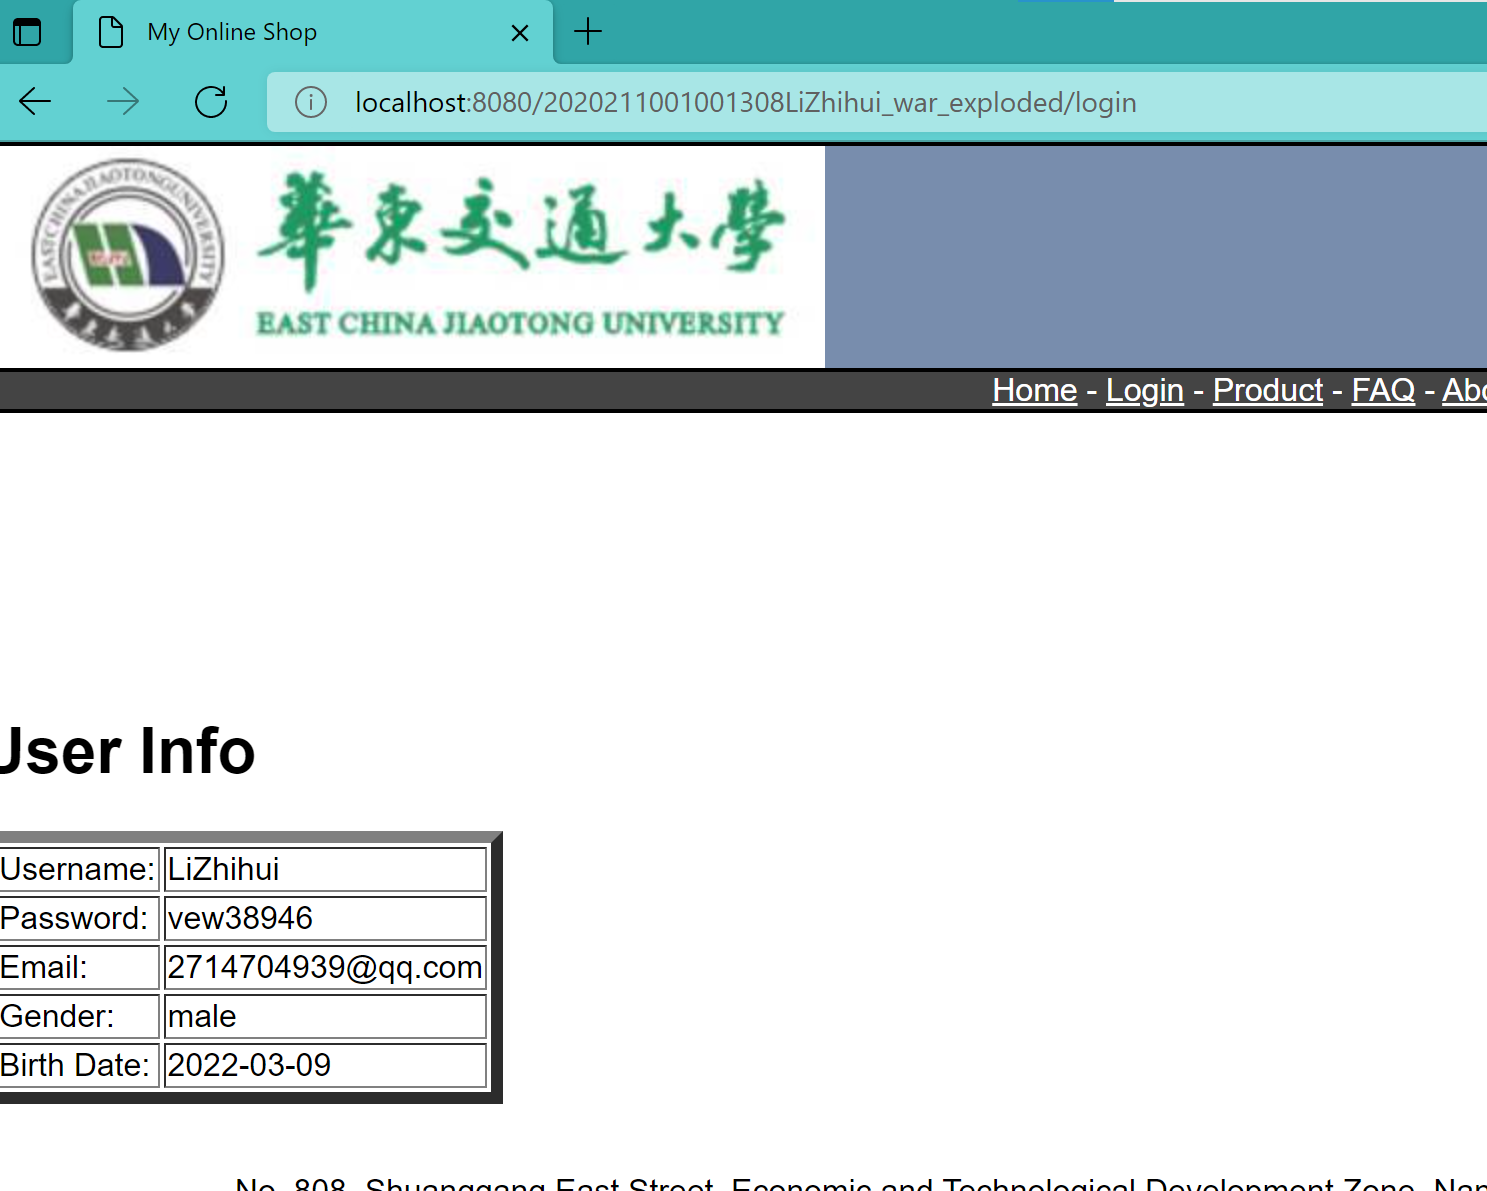 My Online Shop
localhost:8080/2020211001001308LiZhihui_war_exploded/login
EAST CHINA JIAOTONG UNIVERSITY
華東交通大學
EAST CHINA JIAOTONG UNIVERSITY
Home - Login - Product - FAQ - Abo
User Info
Username: LiZhihui
Password: vew38946
Email: 2714704939@qq.com
Gender: male
Birth Date: 2022-03-09
No. 808, Shuanggang East Street, Economic and Technological Development Zone, Nan